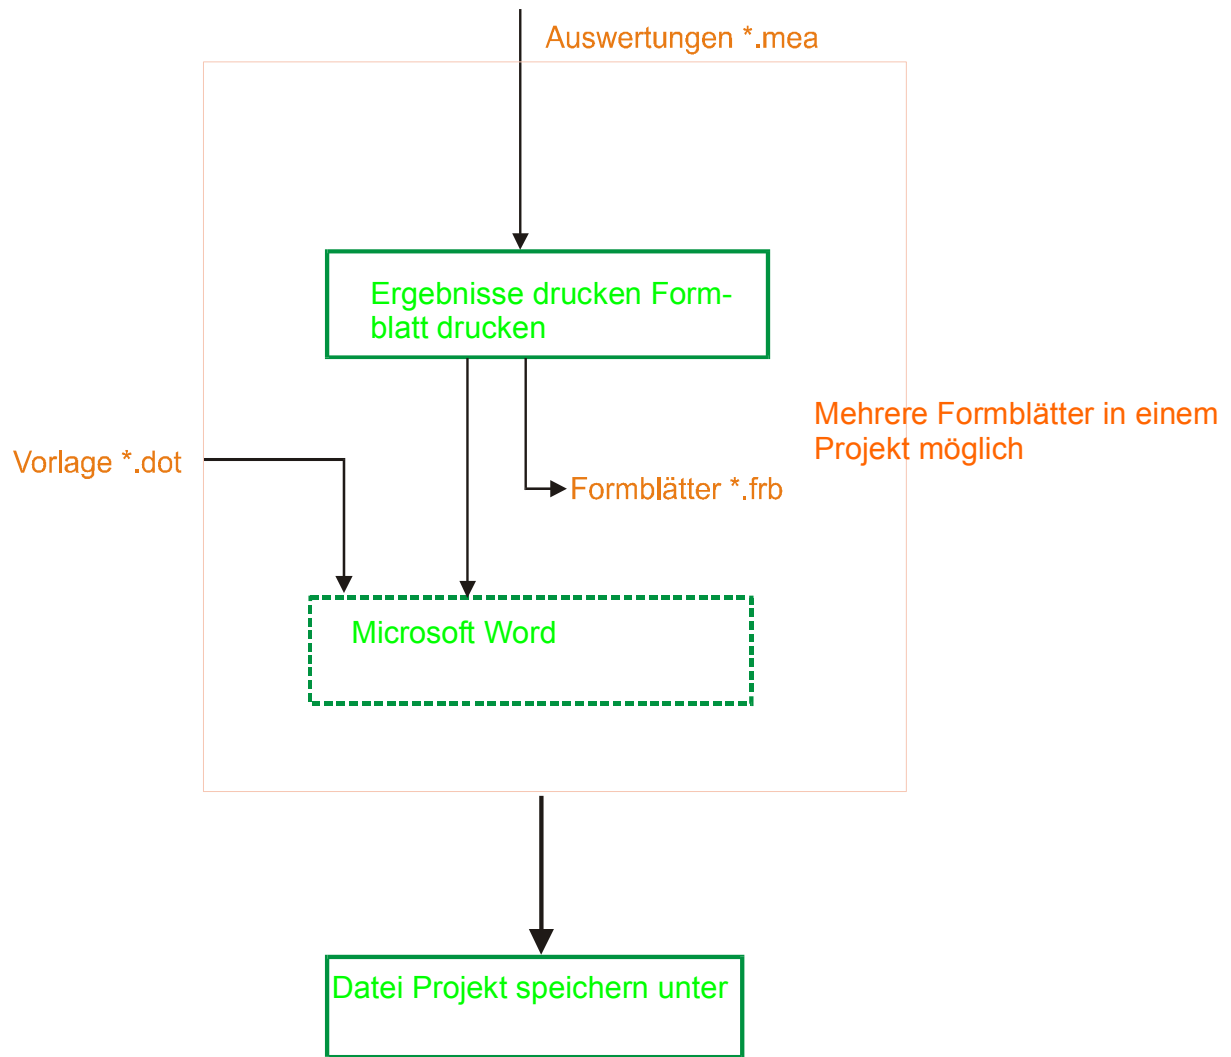 Auswertungen *.mea
Ergebnisse drucken Form-
blatt drucken
Mehrere Formblätter in einem
Projekt möglich
Vorlage *.dot
Formblätter *.frb
Microsoft Word
Datei Projekt speichern unter